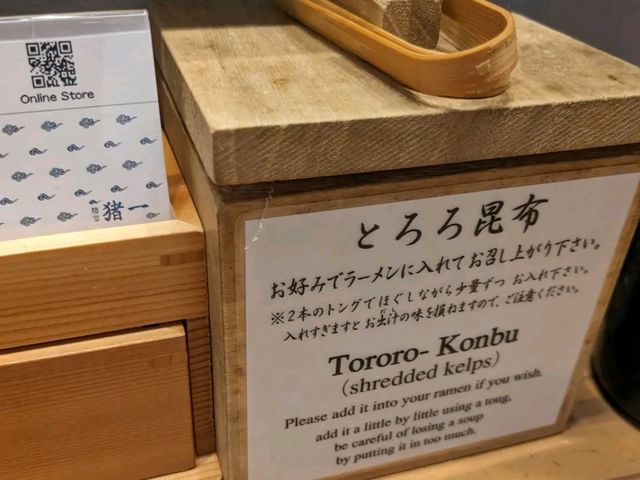 Online Store
一猪
とろろ昆布
お好みでラーメンに入れてお召し上がり下さい。
※2本のトングでほぐしながら少量ずつ お入れ下さい。
入れすぎますとお出汁の味を損ねますので、ご注意ください。
Tororo- Konbu
(shredded kelps)
Please add it into your ramen if you wish.
add it a little by little using a tong,
be careful of losing a soup
by putting it in too much.